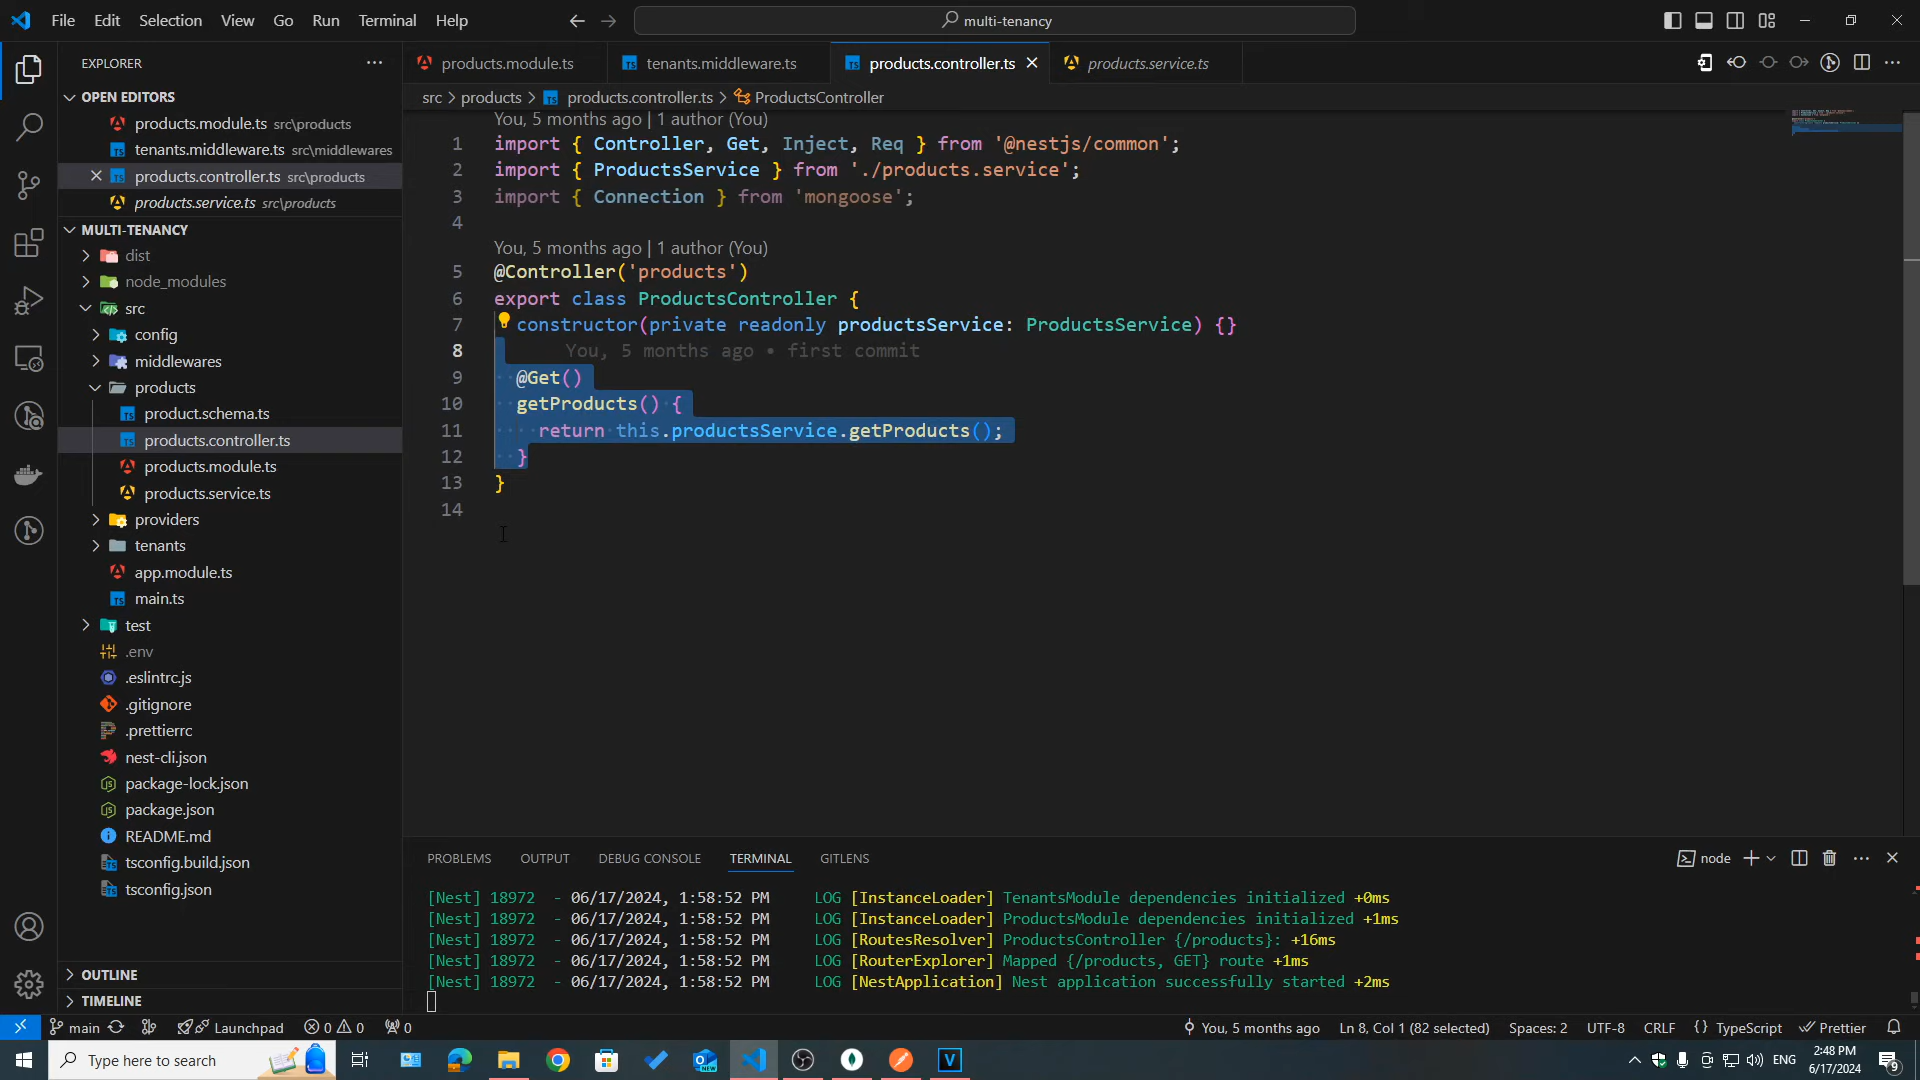 File Edit Selection View Go Run Terminal Help
multi-tenancy
EXPLORER
OPEN EDITORS
products.module.ts src\products
tenants.middleware.ts src\middlewares
products.controller.ts src\products
products.service.ts src\products
MULTI-TENANCY
dist
node_modules
src
config
middlewares
products
product.schema.ts
products.controller.ts
products.module.ts
products.service.ts
providers
tenants
app.module.ts
main.ts
test
.env
.eslintrc.js
.gitignore
.prettierrc
nest-cli.json
package-lock.json
package.json
README.md
tsconfig.build.json
tsconfig.json
OUTLINE
TIMELINE
products.module.ts tenants.middleware.ts products.controller.ts products.service.ts
src > products > products.controller.ts > ProductsController
You, 5 months ago | 1 author (You)
1 import { Controller, Get, Inject, Req } from '@nestjs/common';
2 import { ProductsService } from './products.service';
3 import { Connection } from 'mongoose';
4
You, 5 months ago | 1 author (You)
5 @Controller('products')
6 export class ProductsController {
7 constructor(private readonly productsService: ProductsService) {}
8 You, 5 months ago • first commit
9 @Get()
10 getProducts() {
11 return this.productsService.getProducts();
12 }
13 }
14
PROBLEMS OUTPUT DEBUG CONSOLE TERMINAL GITLENS
node
[Nest] 18972 - 06/17/2024, 1:58:52 PM LOG [InstanceLoader] TenantsModule dependencies initialized +0ms
[Nest] 18972 - 06/17/2024, 1:58:52 PM LOG [InstanceLoader] ProductsModule dependencies initialized +1ms
[Nest] 18972 - 06/17/2024, 1:58:52 PM LOG [RoutesResolver] ProductsController {/products}: +16ms
[Nest] 18972 - 06/17/2024, 1:58:52 PM LOG [RouterExplorer] Mapped {/products, GET} route +1ms
[Nest] 18972 - 06/17/2024, 1:58:52 PM LOG [NestApplication] Nest application successfully started +2ms
main Launchpad 0 0 0 You, 5 months ago Ln 8, Col 1 (82 selected) Spaces: 2 UTF-8 CRLF {} TypeScript Prettier
Type here to search
ENG
2:48 PM
6/17/2024
9